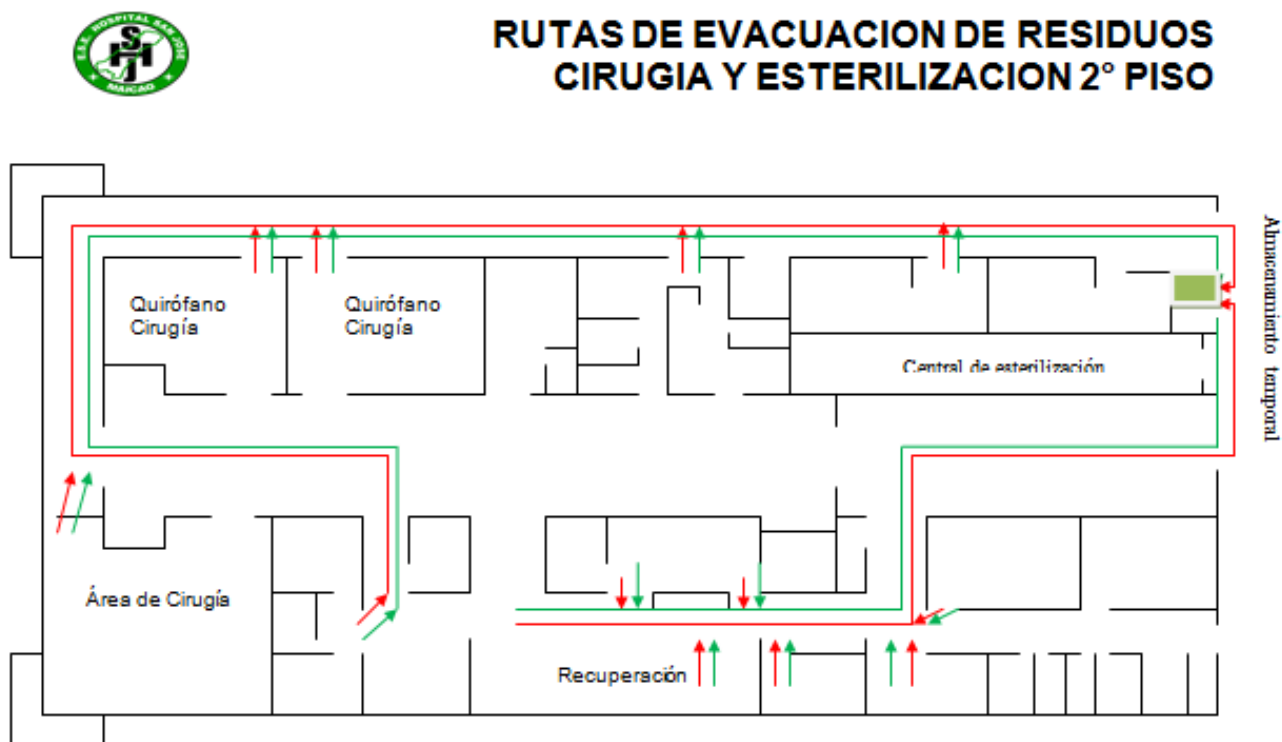 E.S.E. HOSPITAL SAN JOSE
SHJ
MAICAO
RUTAS DE EVACUACION DE RESIDUOS
CIRUGIA Y ESTERILIZACION 2° PISO
Almacenamiento temporal
Quirófano
Cirugía
Quirófano
Cirugía
Central de esterilización
Área de Cirugía
Recuperación